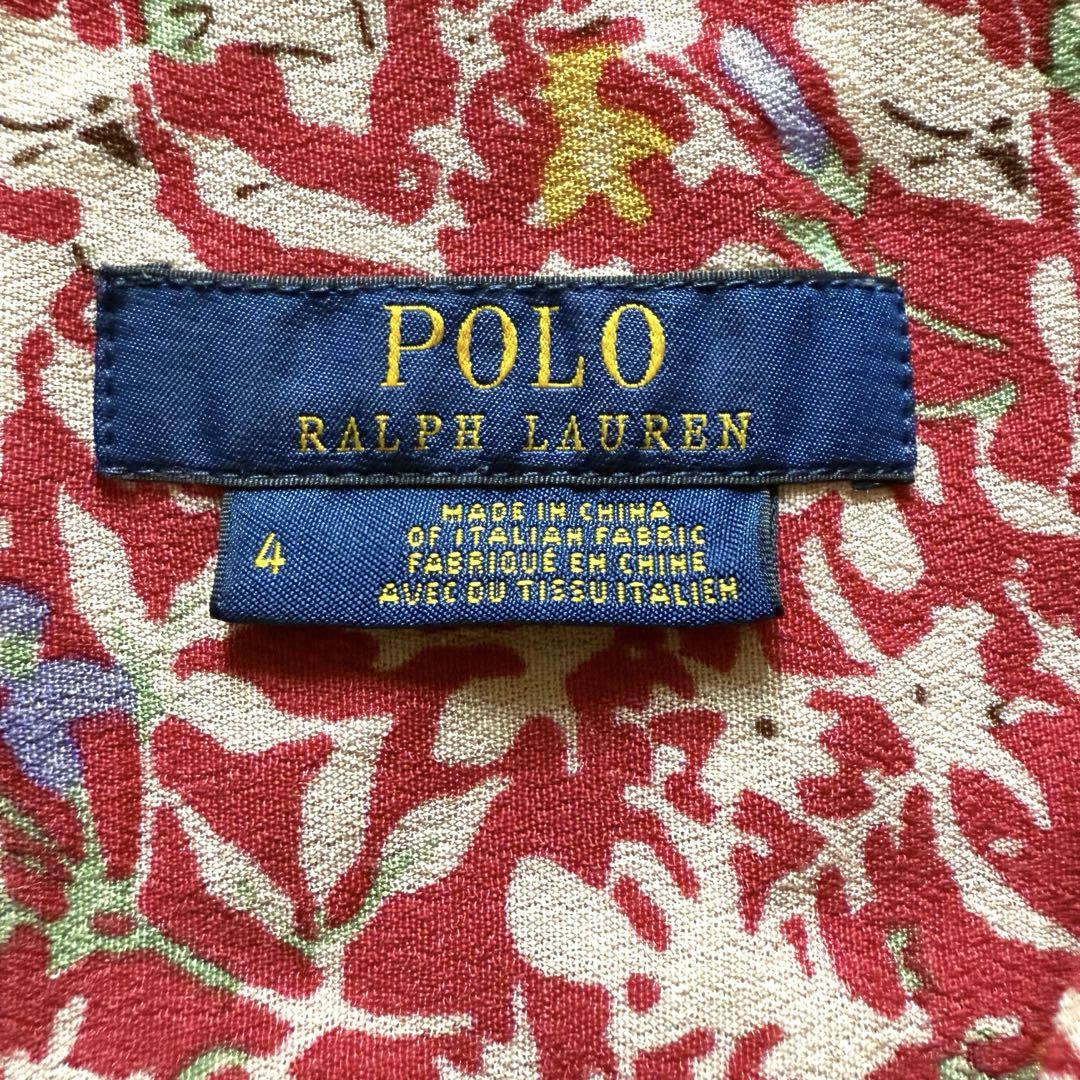 POLO
RALPH LAUREN
4
MADE IN CHINA
OF ITALIAN FABRIC
FABRIQUÉ EN CHINE
AVEC DU TISSU ITALIEN